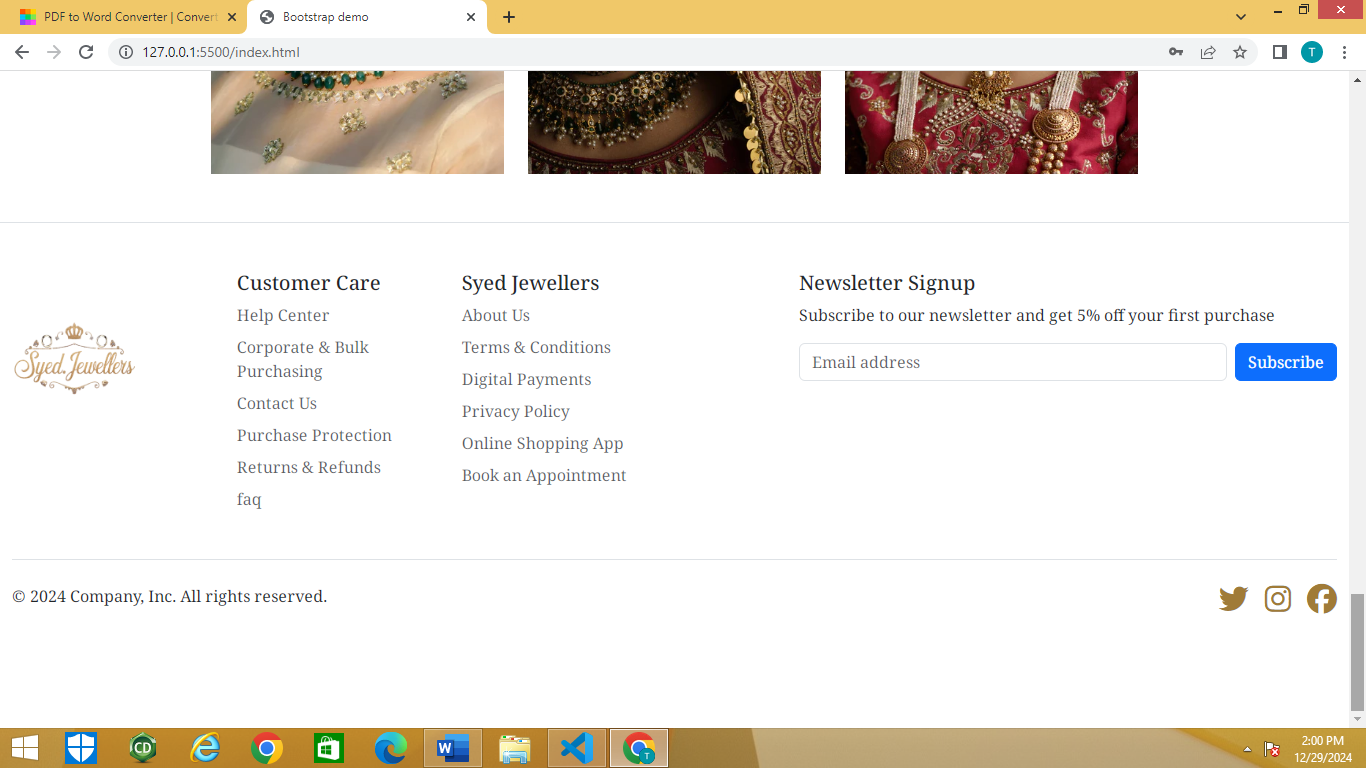 PDF to Word Converter | Convert
Bootstrap demo
127.0.0.1:5500/index.html
T
Syed Jewellers
Customer Care
Help Center
Corporate & Bulk
Purchasing
Contact Us
Purchase Protection
Returns & Refunds
faq
Syed Jewellers
About Us
Terms & Conditions
Digital Payments
Privacy Policy
Online Shopping App
Book an Appointment
Newsletter Signup
Subscribe to our newsletter and get 5% off your first purchase
Email address
Subscribe
© 2024 Company, Inc. All rights reserved.
CD
W
T
2:00 PM
12/29/2024